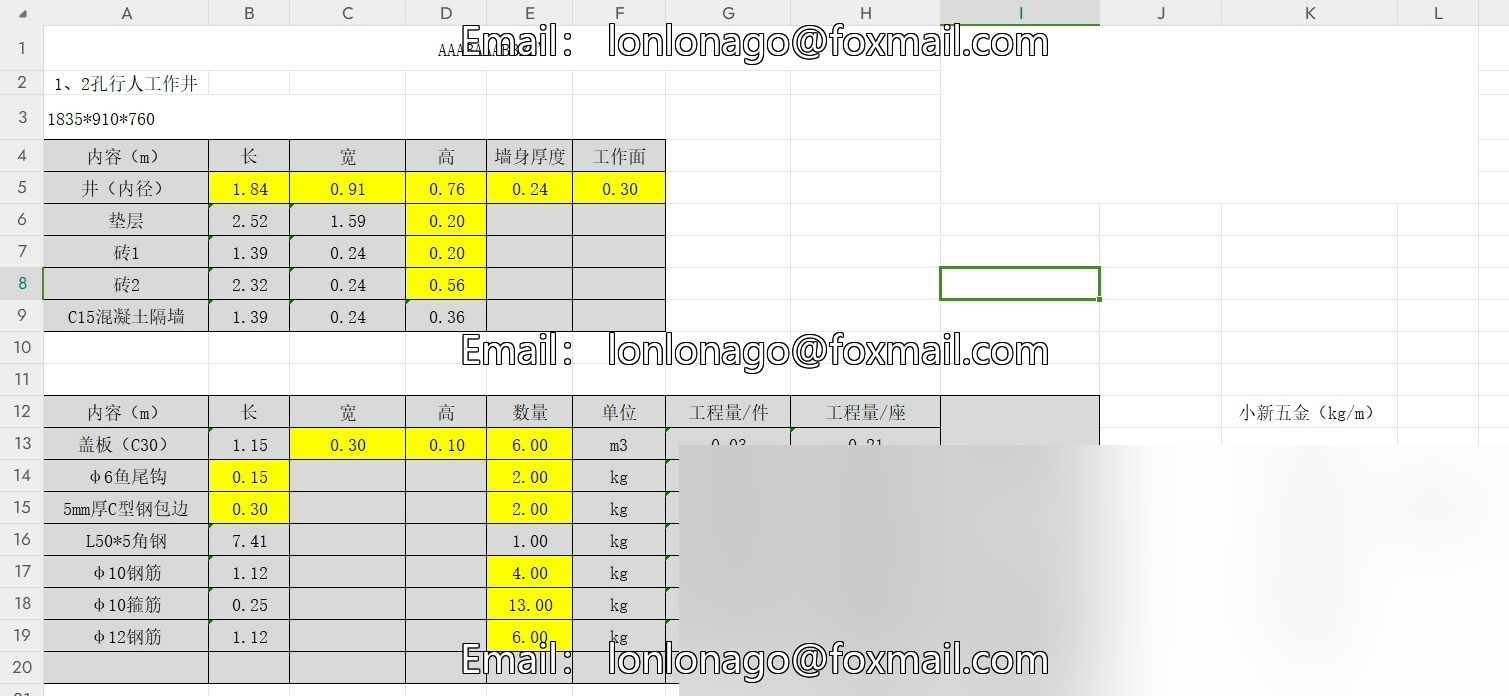 A B C D E F G H I J K L
Email： lonlonago@foxmail.com
1
2 1、2孔行人工作井
3 1835*910*760
4 内容（m） 长 宽 高 墙身厚度 工作面
5 井（内径） 1.84 0.91 0.76 0.24 0.30
6 垫层 2.52 1.59 0.20
7 砖1 1.39 0.24 0.20
8 砖2 2.32 0.24 0.56
9 C15混凝土隔墙 1.39 0.24 0.36
10 Email： lonlonago@foxmail.com
11
12 内容（m） 长 宽 高 数量 单位 工程量/件 工程量/座 小新五金（kg/m）
13 盖板（C30） 1.15 0.30 0.10 6.00 m3 0.03 0.21
14 φ6鱼尾钩 0.15 2.00 kg
15 5mm厚C型钢包边 0.30 2.00 kg
16 L50*5角钢 7.41 1.00 kg
17 φ10钢筋 1.12 4.00 kg
18 φ10箍筋 0.25 13.00 kg
19 φ12钢筋 1.12 6.00 kg
20 Email： lonlonago@foxmail.com